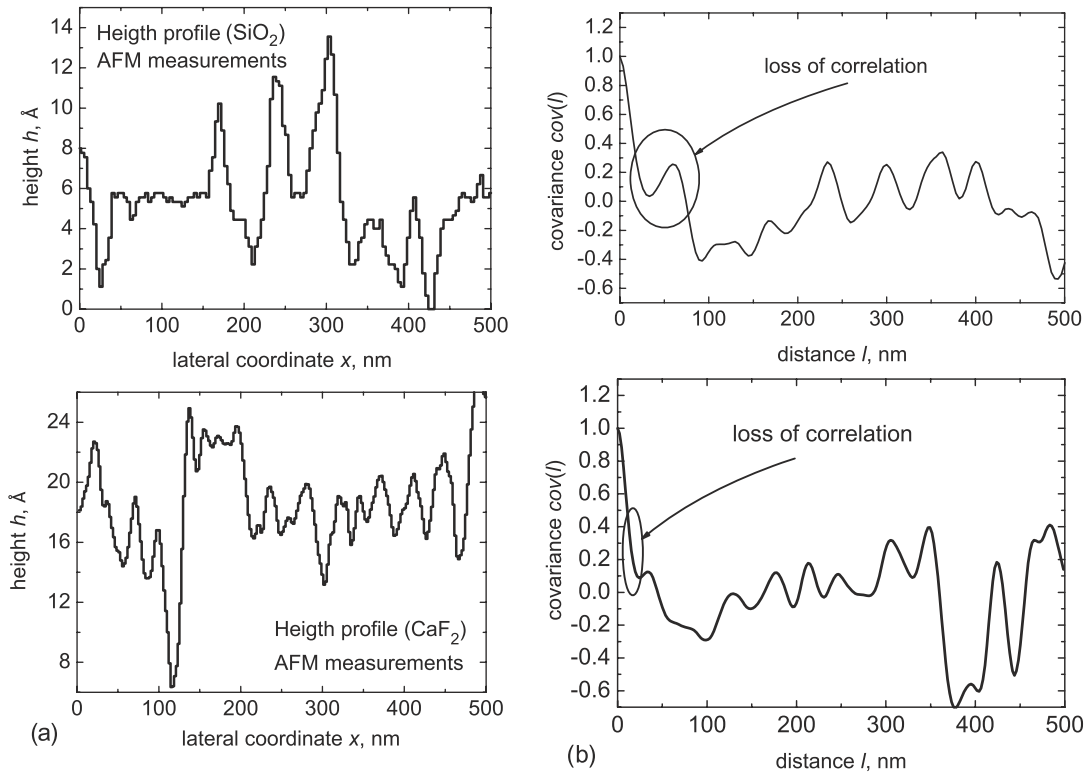 Heigth profile (SiO2)
AFM measurements
height h, Å
14
12
10
8
6
4
2
0
0 100 200 300 400 500
lateral coordinate x, nm
loss of correlation
covariance cov(l)
1.2
1.0
0.8
0.6
0.4
0.2
0.0
-0.2
-0.4
-0.6
0 100 200 300 400 500
distance l, nm
Heigth profile (CaF2)
AFM measurements
height h, Å
24
20
16
12
8
0 100 200 300 400 500
lateral coordinate x, nm
(a)
loss of correlation
covariance cov(l)
1.2
1.0
0.8
0.6
0.4
0.2
0.0
-0.2
-0.4
-0.6
0 100 200 300 400 500
distance l, nm
(b)